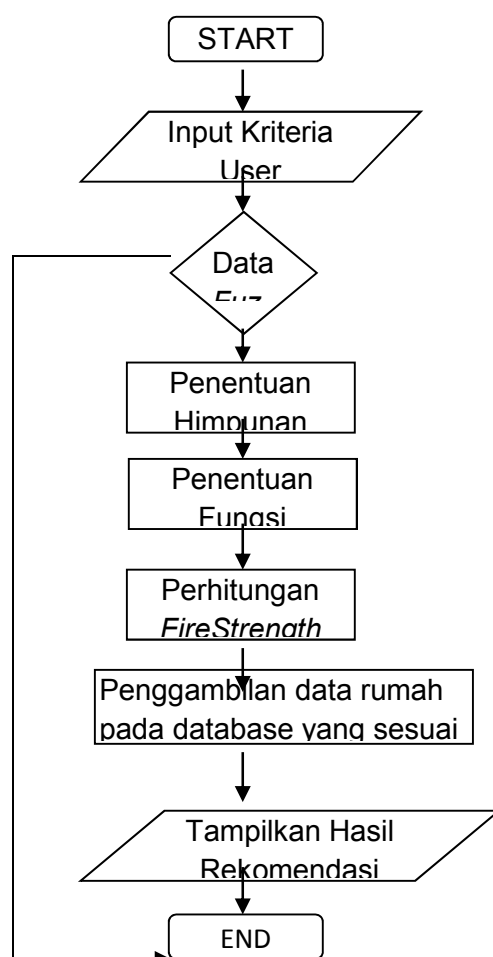 START
Input Kriteria
User
Data
Penentuan
Himpunan
Penentuan
Fungsi
Perhitungan
FireStrength
Penggambilan data rumah
pada database yang sesuai
Tampilkan Hasil
Rekomendasi
END